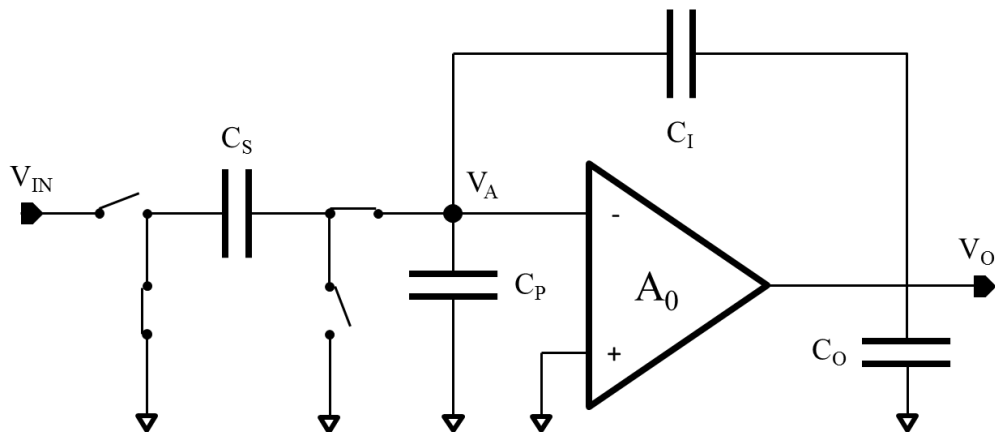 C_I
C_S
V_IN
V_A
-
V_O
C_P
A_0
C_O
+